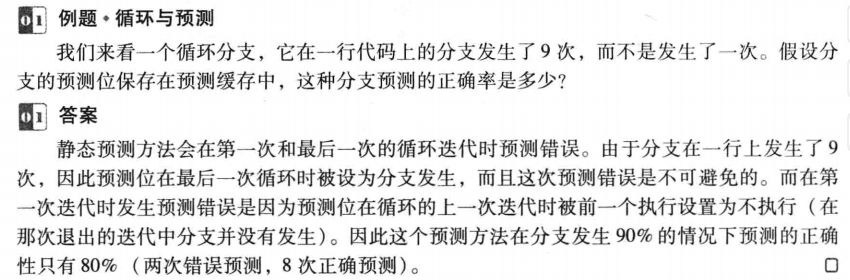 01 例题·循环与预测
我们来看一个循环分支，它在一行代码上的分支发生了9次，而不是发生了一次。假设分
支的预测位保存在预测缓存中，这种分支预测的正确率是多少？
01 答案
静态预测方法会在第一次和最后一次的循环迭代时预测错误。由于分支在一行上发生了9
次，因此预测位在最后一次循环时被设为分支发生，而且这次预测错误是不可避免的。而在第
一次迭代时发生预测错误是因为预测位在循环的上一次迭代时被前一个执行设置为不执行（在
那次退出的迭代中分支并没有发生）。因此这个预测方法在分支发生90%的情况下预测的正确
性只有80%（两次错误预测，8次正确预测）。